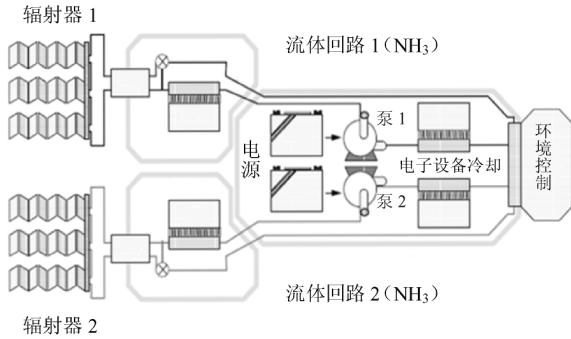 辐射器 1
流体回路 1(NH₃)
泵 1
电源
电子设备冷却
环境控制
泵 2
流体回路 2(NH₃)
辐射器 2